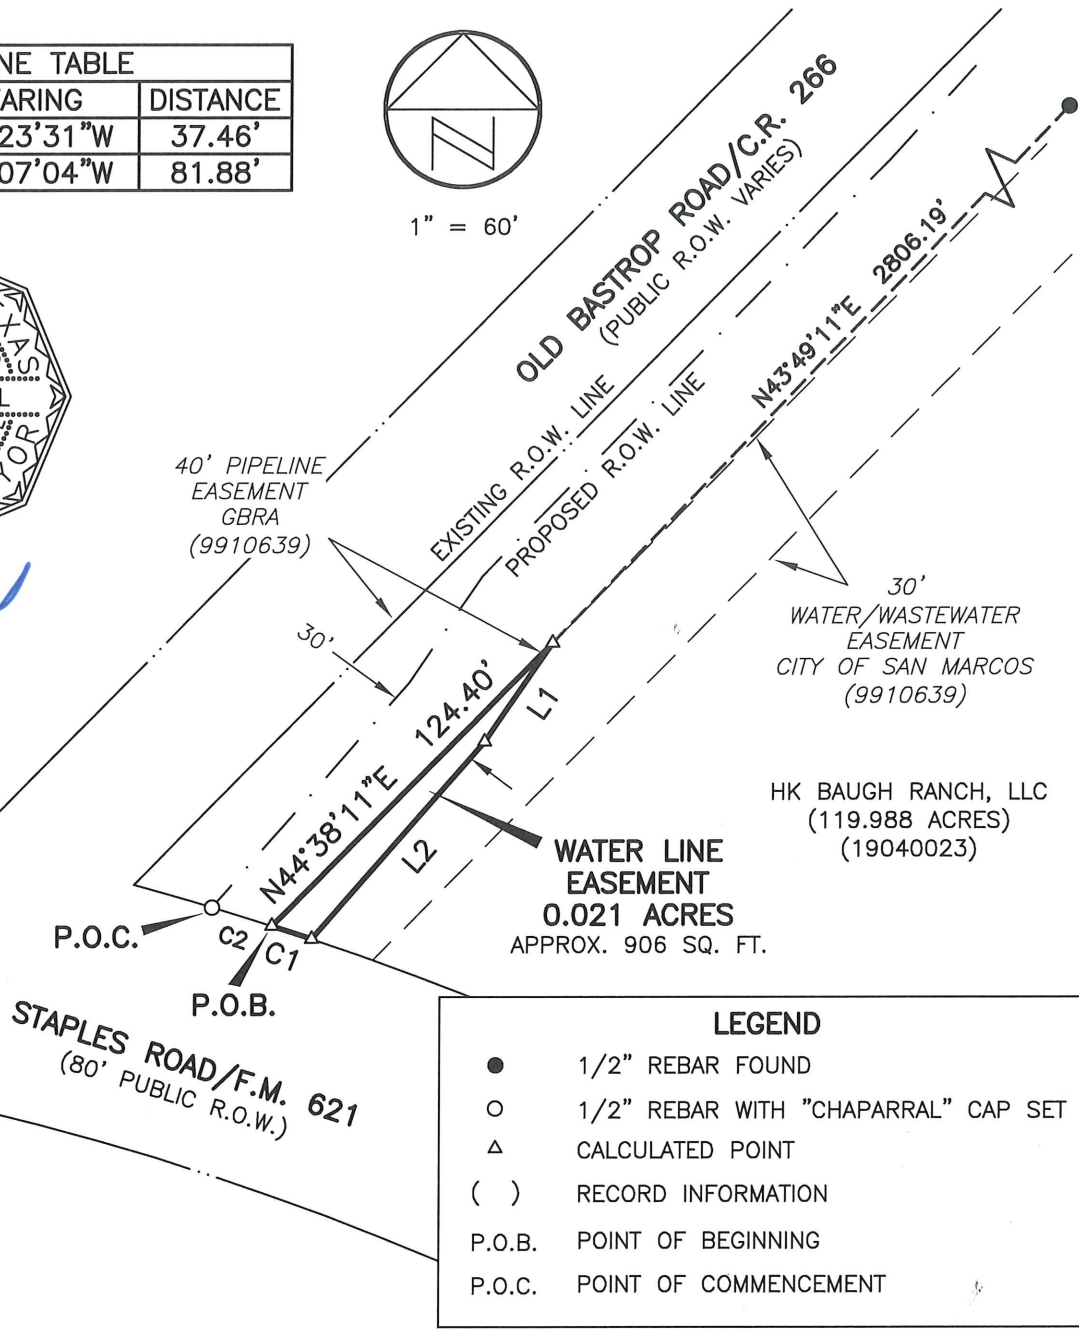 NE TABLE
ARING DISTANCE
23'31"W 37.46'
07'04"W 81.88'
N
1" = 60'
OLD BASTROP ROAD/C.R. 266
(PUBLIC R.O.W. VARIES)
XAS
L
YOR
N43°49'11"E 2806.19'
EXISTING R.O.W. LINE
PROPOSED R.O.W. LINE
40' PIPELINE
EASEMENT
GBRA
(9910639)
30'
30'
WATER/WASTEWATER
EASEMENT
CITY OF SAN MARCOS
(9910639)
N44°38'11"E 124.40'
L1
L2
HK BAUGH RANCH, LLC
(119.988 ACRES)
(19040023)
WATER LINE
EASEMENT
0.021 ACRES
APPROX. 906 SQ. FT.
P.O.C.
C2
C1
P.O.B.
STAPLES ROAD/F.M. 621
(80' PUBLIC R.O.W.)
LEGEND
1/2" REBAR FOUND
1/2" REBAR WITH "CHAPARRAL" CAP SET
CALCULATED POINT
( ) RECORD INFORMATION
P.O.B. POINT OF BEGINNING
P.O.C. POINT OF COMMENCEMENT